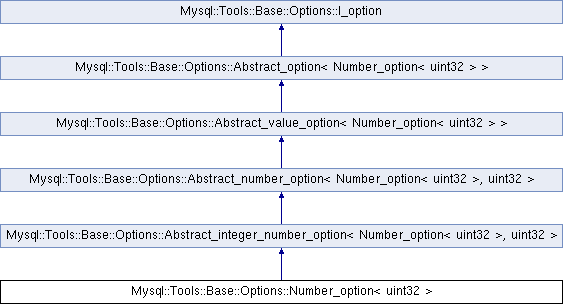 Mysql::Tools::Base::Options::I_option
Mysql::Tools::Base::Options::Abstract_option< Number_option< uint32 > >
Mysql::Tools::Base::Options::Abstract_value_option< Number_option< uint32 > >
Mysql::Tools::Base::Options::Abstract_number_option< Number_option< uint32 >, uint32 >
Mysql::Tools::Base::Options::Abstract_integer_number_option< Number_option< uint32 >, uint32 >
Mysql::Tools::Base::Options::Number_option< uint32 >